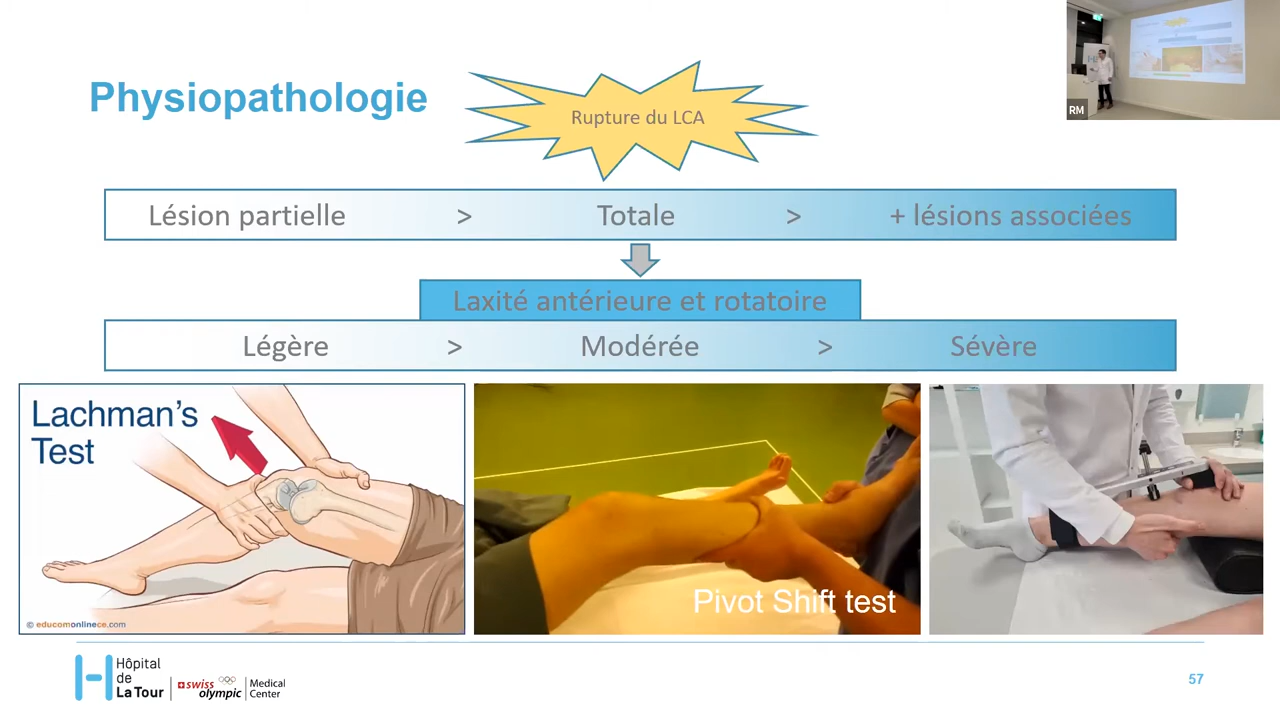 Physiopathologie
Rupture du LCA
RM
Lésion partielle > Totale > + lésions associées
Laxité antérieure et rotatoire
Légère > Modérée > Sévère
Lachman's
Test
© educomonlinece.com
Pivot Shift test
Hôpital
de
La Tour
swiss
olympic
Medical
Center
57